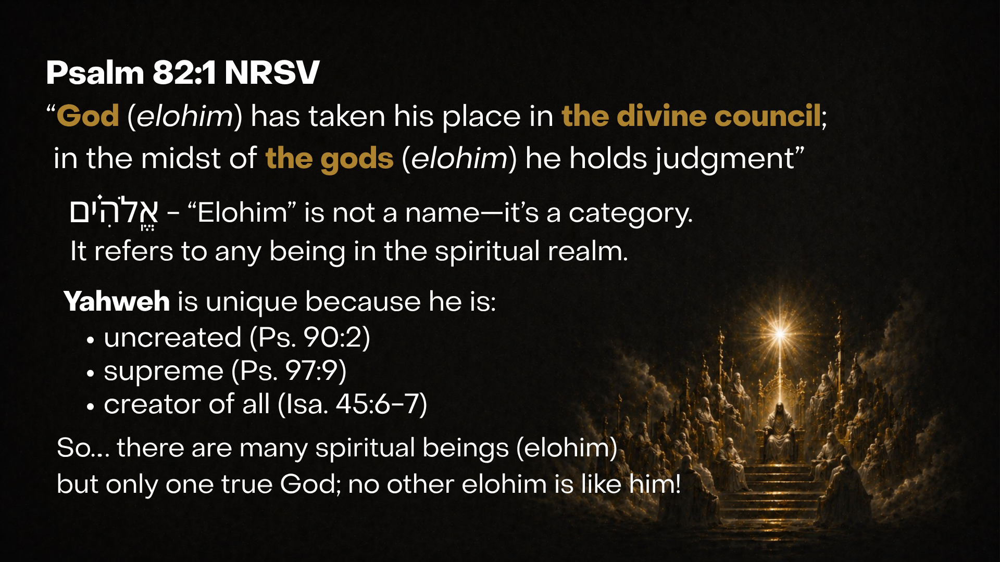 Psalm 82:1 NRSV
“God (elohim) has taken his place in the divine council;
in the midst of the gods (elohim) he holds judgment”
אֱלֹהִ֗ים – “Elohim” is not a name—it’s a category.
It refers to any being in the spiritual realm.
Yahweh is unique because he is:
• uncreated (Ps. 90:2)
• supreme (Ps. 97:9)
• creator of all (Isa. 45:6–7)
So... there are many spiritual beings (elohim)
but only one true God; no other elohim is like him!